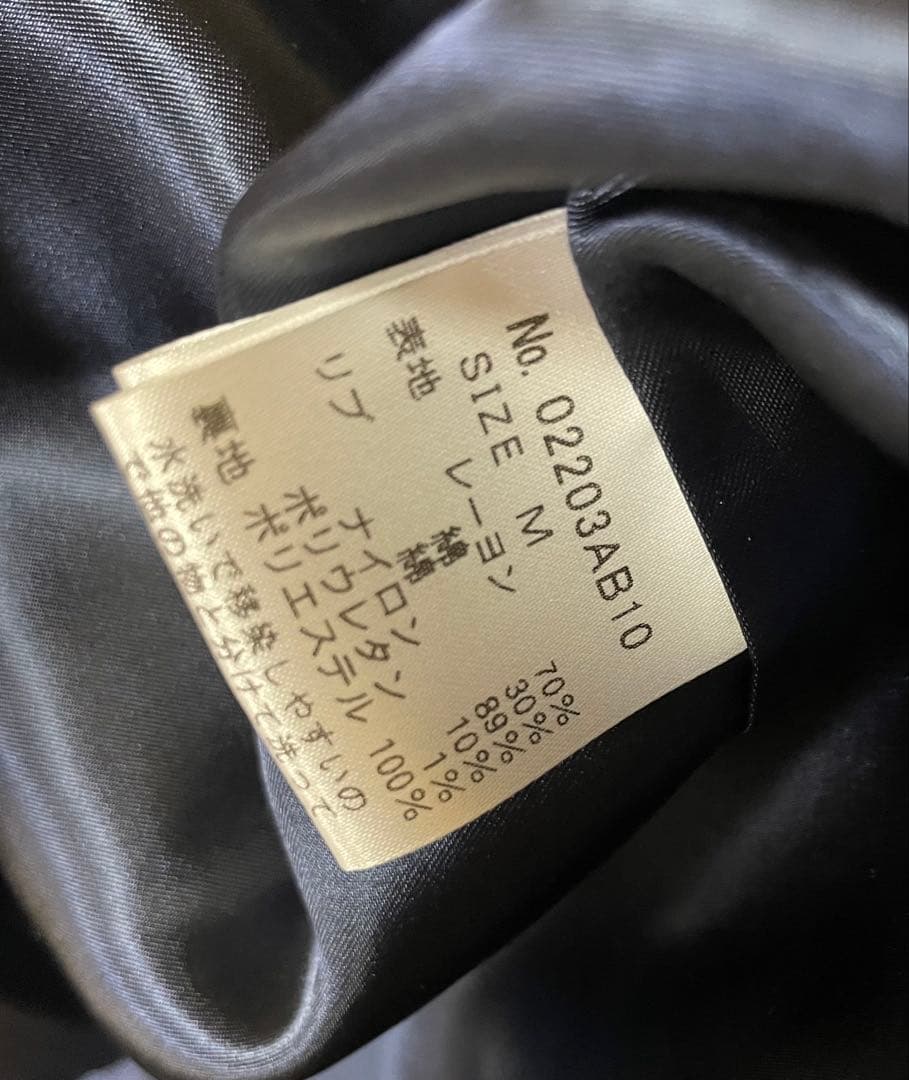 No. 02203AB10
SIZE M
表地 レーヨン 70%
綿 30%
リブ 綿 89%
ナイロン 10%
ポリウレタン 1%
裏地 ポリエステル 100%
水洗いで移染しやすいの
で他の物と分けて洗って